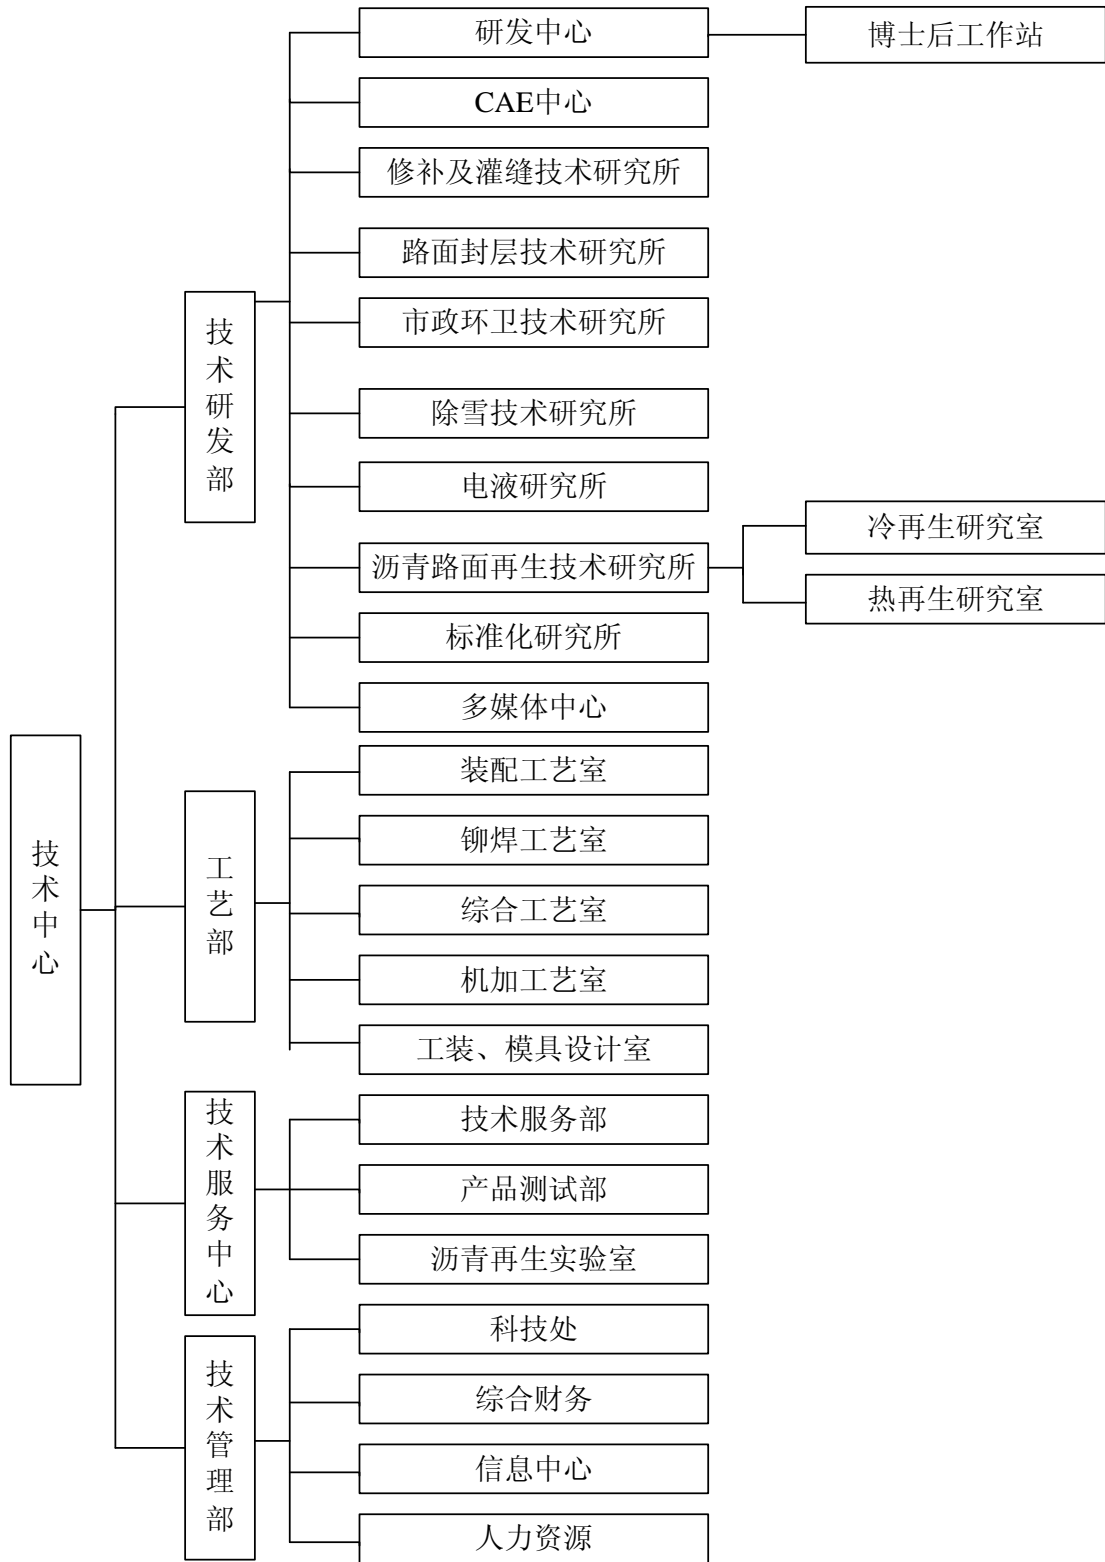 技术中心
技术研发部
研发中心
博士后工作站
CAE中心
修补及灌缝技术研究所
路面封层技术研究所
市政环卫技术研究所
除雪技术研究所
电液研究所
沥青路面再生技术研究所
冷再生研究室
热再生研究室
标准化研究所
多媒体中心
工艺部
装配工艺室
铆焊工艺室
综合工艺室
机加工艺室
工装、模具设计室
技术服务中心
技术服务部
产品测试部
沥青再生实验室
技术管理部
科技处
综合财务
信息中心
人力资源